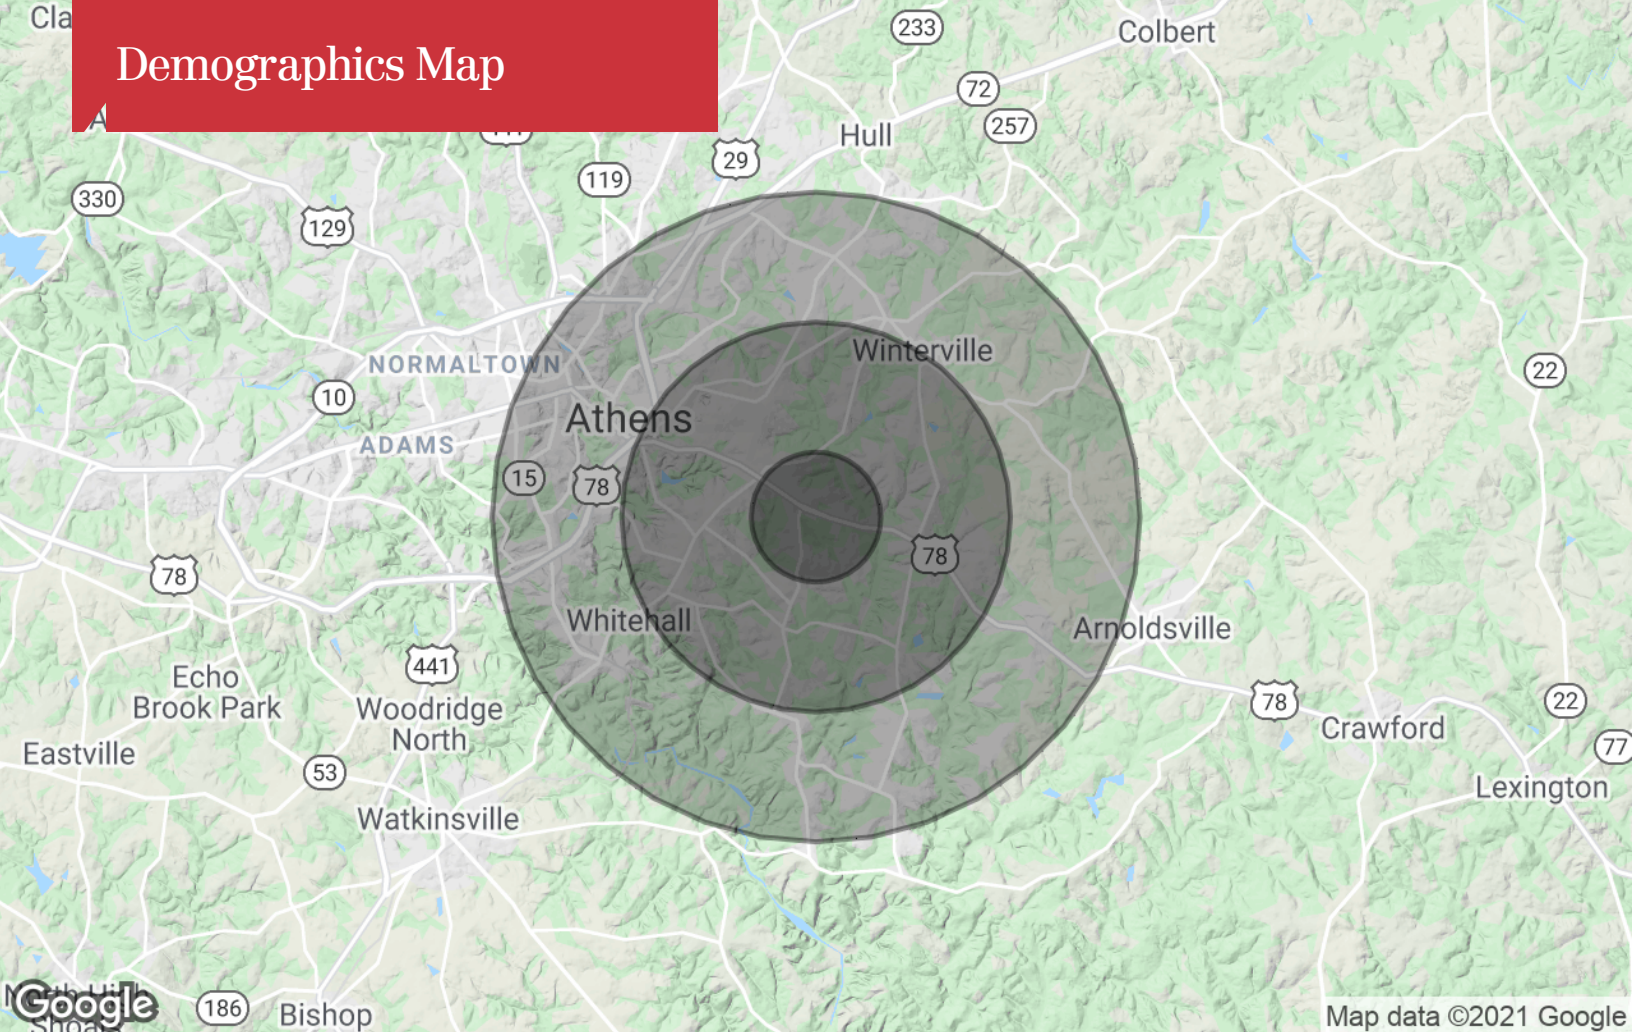 Demographics Map
Colbert
233
72
257
Hull
29
119
330
129
Winterville
NORMALTOWN
22
10
Athens
ADAMS
15
78
78
78
Whitehall
Arnoldsville
441
Echo
Brook Park
Woodridge
North
78
22
Crawford
77
Eastville
53
Lexington
Watkinsville
Google
186
Bishop
Map data ©2021 Google